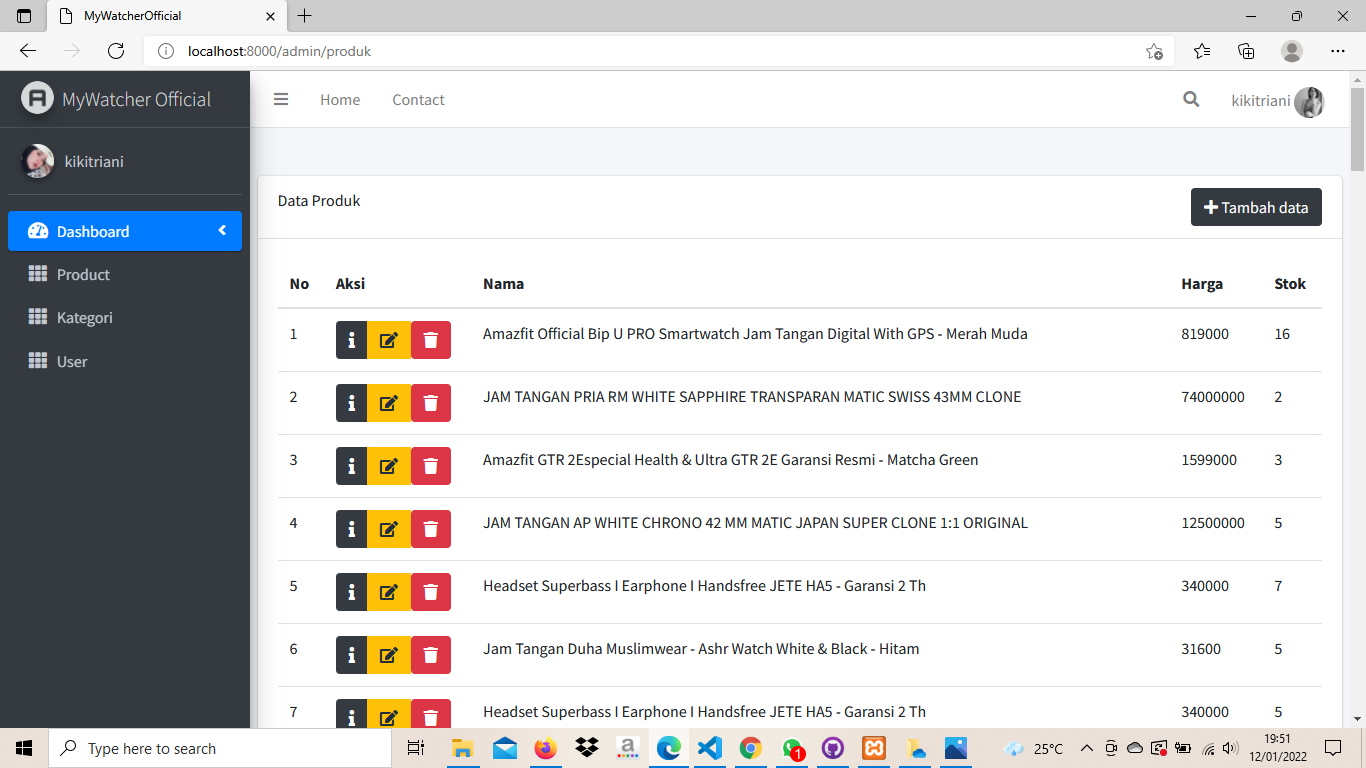 MyWatcherOfficial
localhost:8000/admin/produk
MyWatcher Official
Home Contact kikitriani
kikitriani
Data Produk Tambah data
Dashboard
Product
Kategori
User
No Aksi Nama Harga Stok
1 Amazfit Official Bip U PRO Smartwatch Jam Tangan Digital With GPS - Merah Muda 819000 16
2 JAM TANGAN PRIA RM WHITE SAPPHIRE TRANSPARAN MATIC SWISS 43MM CLONE 74000000 2
3 Amazfit GTR 2Especial Health & Ultra GTR 2E Garansi Resmi - Matcha Green 1599000 3
4 JAM TANGAN AP WHITE CHRONO 42 MM MATIC JAPAN SUPER CLONE 1:1 ORIGINAL 12500000 5
5 Headset Superbass I Earphone I Handsfree JETE HA5 - Garansi 2 Th 340000 7
6 Jam Tangan Duha Muslimwear - Ashr Watch White & Black - Hitam 31600 5
7 Headset Superbass I Earphone I Handsfree JETE HA5 - Garansi 2 Th 340000 5
Type here to search
a
1
25°C
19:51
12/01/2022